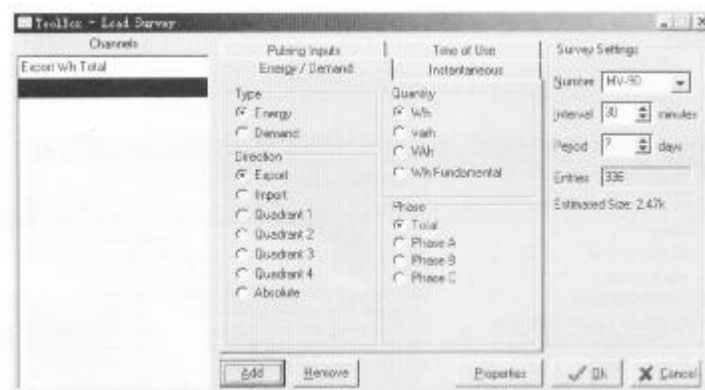 ToolBox - Load Survey
Channels
Export Wh Total
Pulsing Inputs
Time of Use
Energy / Demand
Instantaneous
Type
Energy
Demand
Direction
Export
Import
Quadrant 1
Quadrant 2
Quadrant 3
Quadrant 4
Absolute
Quantity
Wh
varh
VAh
Wh Fundamental
Phase
Total
Phase A
Phase B
Phase C
Survey Settings
Number HV-90
Interval 30 minutes
Period 7 days
Entries 336
Estimated Size: 2.47k
Add
Remove
Properties
Ok
Cancel